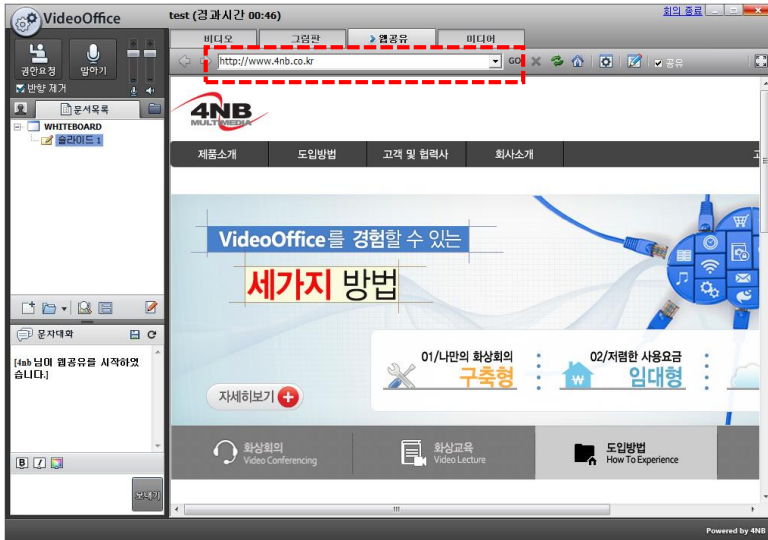 VideoOffice
test (경과시간 00:46)
회의 종료
비디오
그림판
웹공유
미디어
권한요청
말하기
http://www.4nb.co.kr
GO
공유
반향 제거
문서목록
WHITEBOARD
슬라이드 1
4NB
MULTIMEDIA
제품소개
도입방법
고객 및 협력사
회사소개
고
VideoOffice를 경험할 수 있는
세가지 방법
01/나만의 화상회의
구축형
02/저렴한 사용요금
임대형
자세히보기
문자대화
[4nb님이 웹공유를 시작하였
습니다.]
화상회의
Video Conferencing
화상교육
Video Lecture
도입방법
How To Experience
B I
보내기
Powered by 4NB